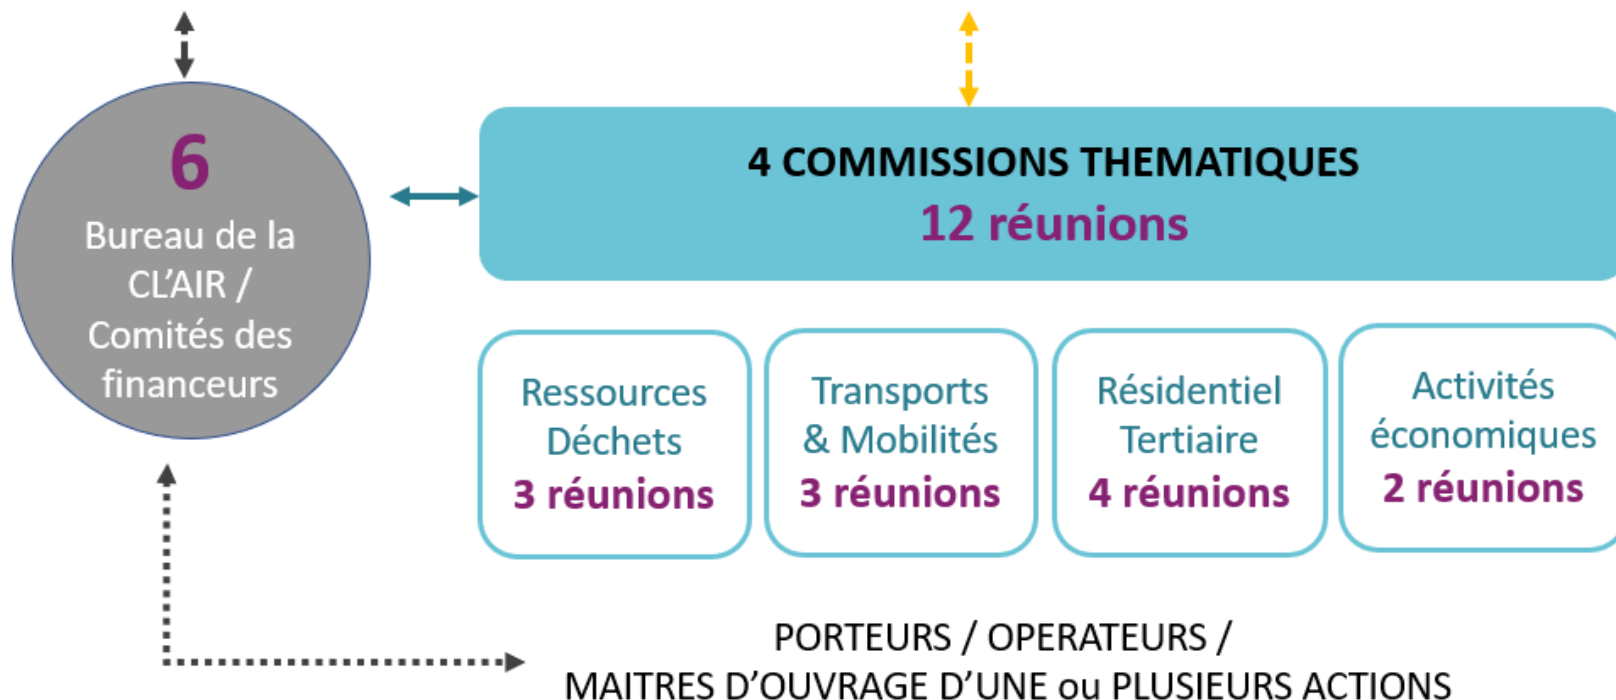 6
Bureau de la
CL'AIR /
Comités des
financeurs
4 COMMISSIONS THEMATIQUES
12 réunions
Ressources
Déchets
3 réunions
Transports
& Mobilités
3 réunions
Résidentiel
Tertiaire
4 réunions
Activités
économiques
2 réunions
PORTEURS / OPERATEURS /
MAITRES D'OUVRAGE D'UNE ou PLUSIEURS ACTIONS